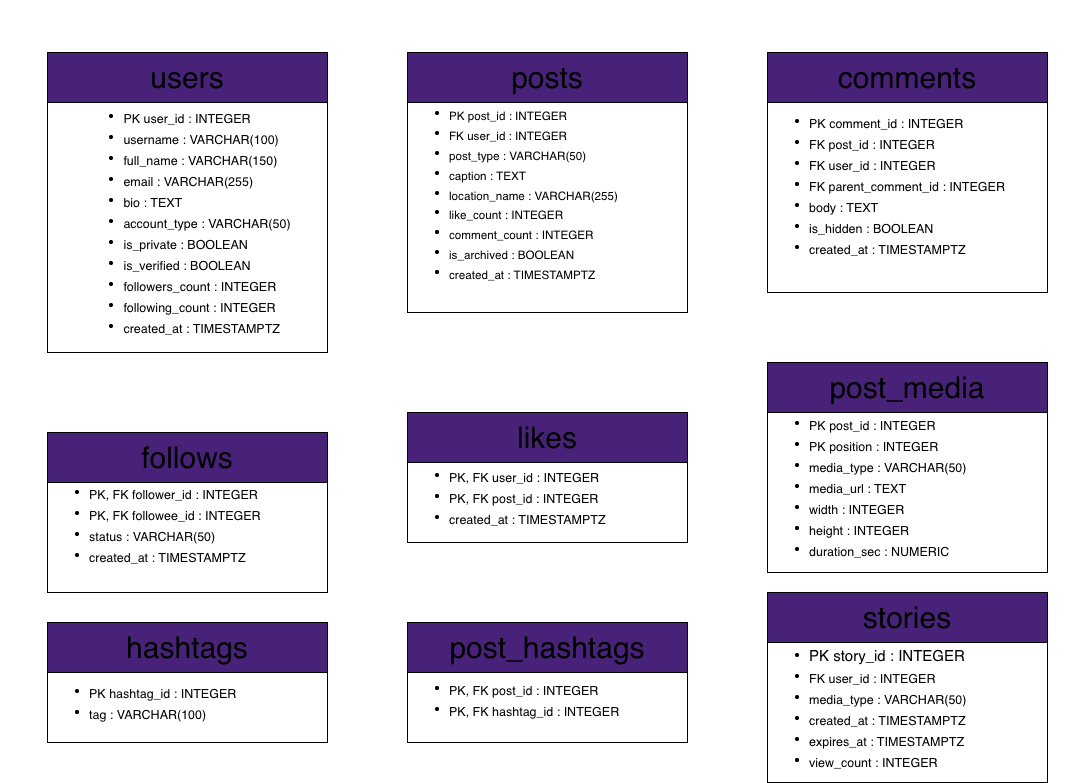 users
PK user_id : INTEGER
username : VARCHAR(100)
full_name : VARCHAR(150)
email : VARCHAR(255)
bio : TEXT
account_type : VARCHAR(50)
is_private : BOOLEAN
is_verified : BOOLEAN
followers_count : INTEGER
following_count : INTEGER
created_at : TIMESTAMPTZ
posts
PK post_id : INTEGER
FK user_id : INTEGER
post_type : VARCHAR(50)
caption : TEXT
location_name : VARCHAR(255)
like_count : INTEGER
comment_count : INTEGER
is_archived : BOOLEAN
created_at : TIMESTAMPTZ
comments
PK comment_id : INTEGER
FK post_id : INTEGER
FK user_id : INTEGER
FK parent_comment_id : INTEGER
body : TEXT
is_hidden : BOOLEAN
created_at : TIMESTAMPTZ
follows
PK, FK follower_id : INTEGER
PK, FK followee_id : INTEGER
status : VARCHAR(50)
created_at : TIMESTAMPTZ
likes
PK, FK user_id : INTEGER
PK, FK post_id : INTEGER
created_at : TIMESTAMPTZ
post_media
PK post_id : INTEGER
PK position : INTEGER
media_type : VARCHAR(50)
media_url : TEXT
width : INTEGER
height : INTEGER
duration_sec : NUMERIC
hashtags
PK hashtag_id : INTEGER
tag : VARCHAR(100)
post_hashtags
PK, FK post_id : INTEGER
PK, FK hashtag_id : INTEGER
stories
PK story_id : INTEGER
FK user_id : INTEGER
media_type : VARCHAR(50)
created_at : TIMESTAMPTZ
expires_at : TIMESTAMPTZ
view_count : INTEGER